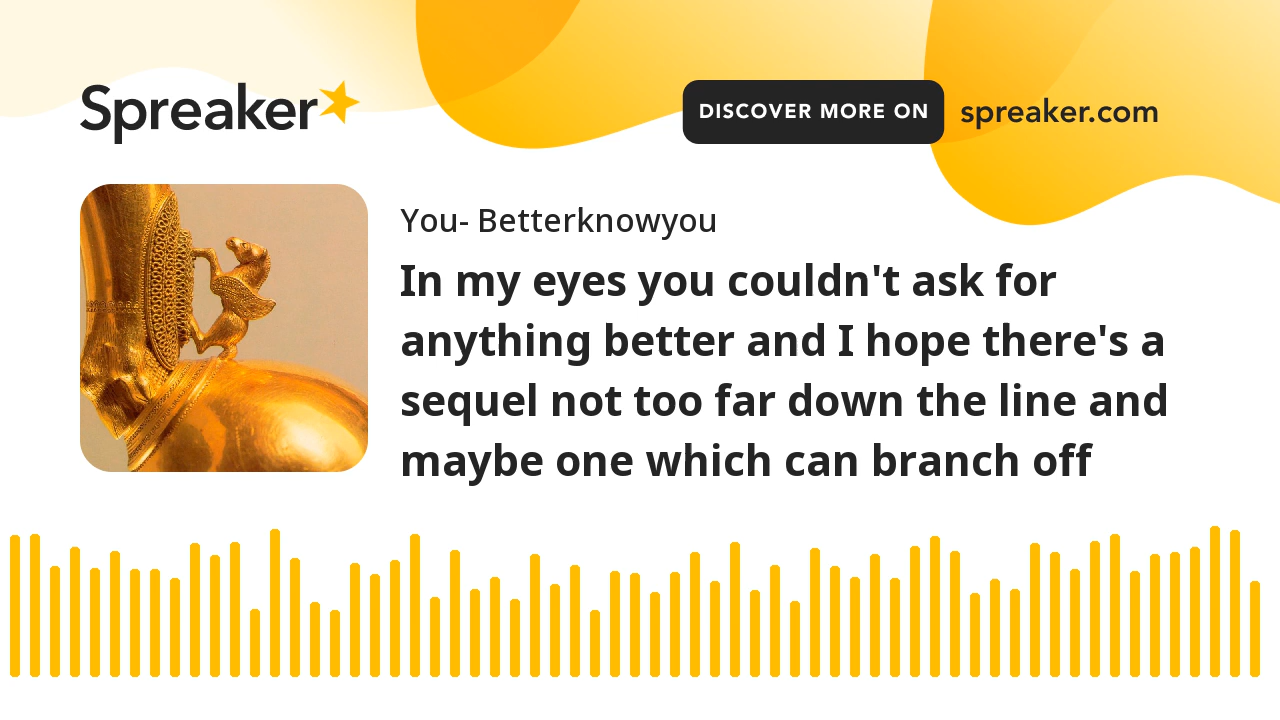 Spreaker
DISCOVER MORE ON spreaker.com
You- Betterknowyou
In my eyes you couldn't ask for
anything better and I hope there's a
sequel not too far down the line and
maybe one which can branch off